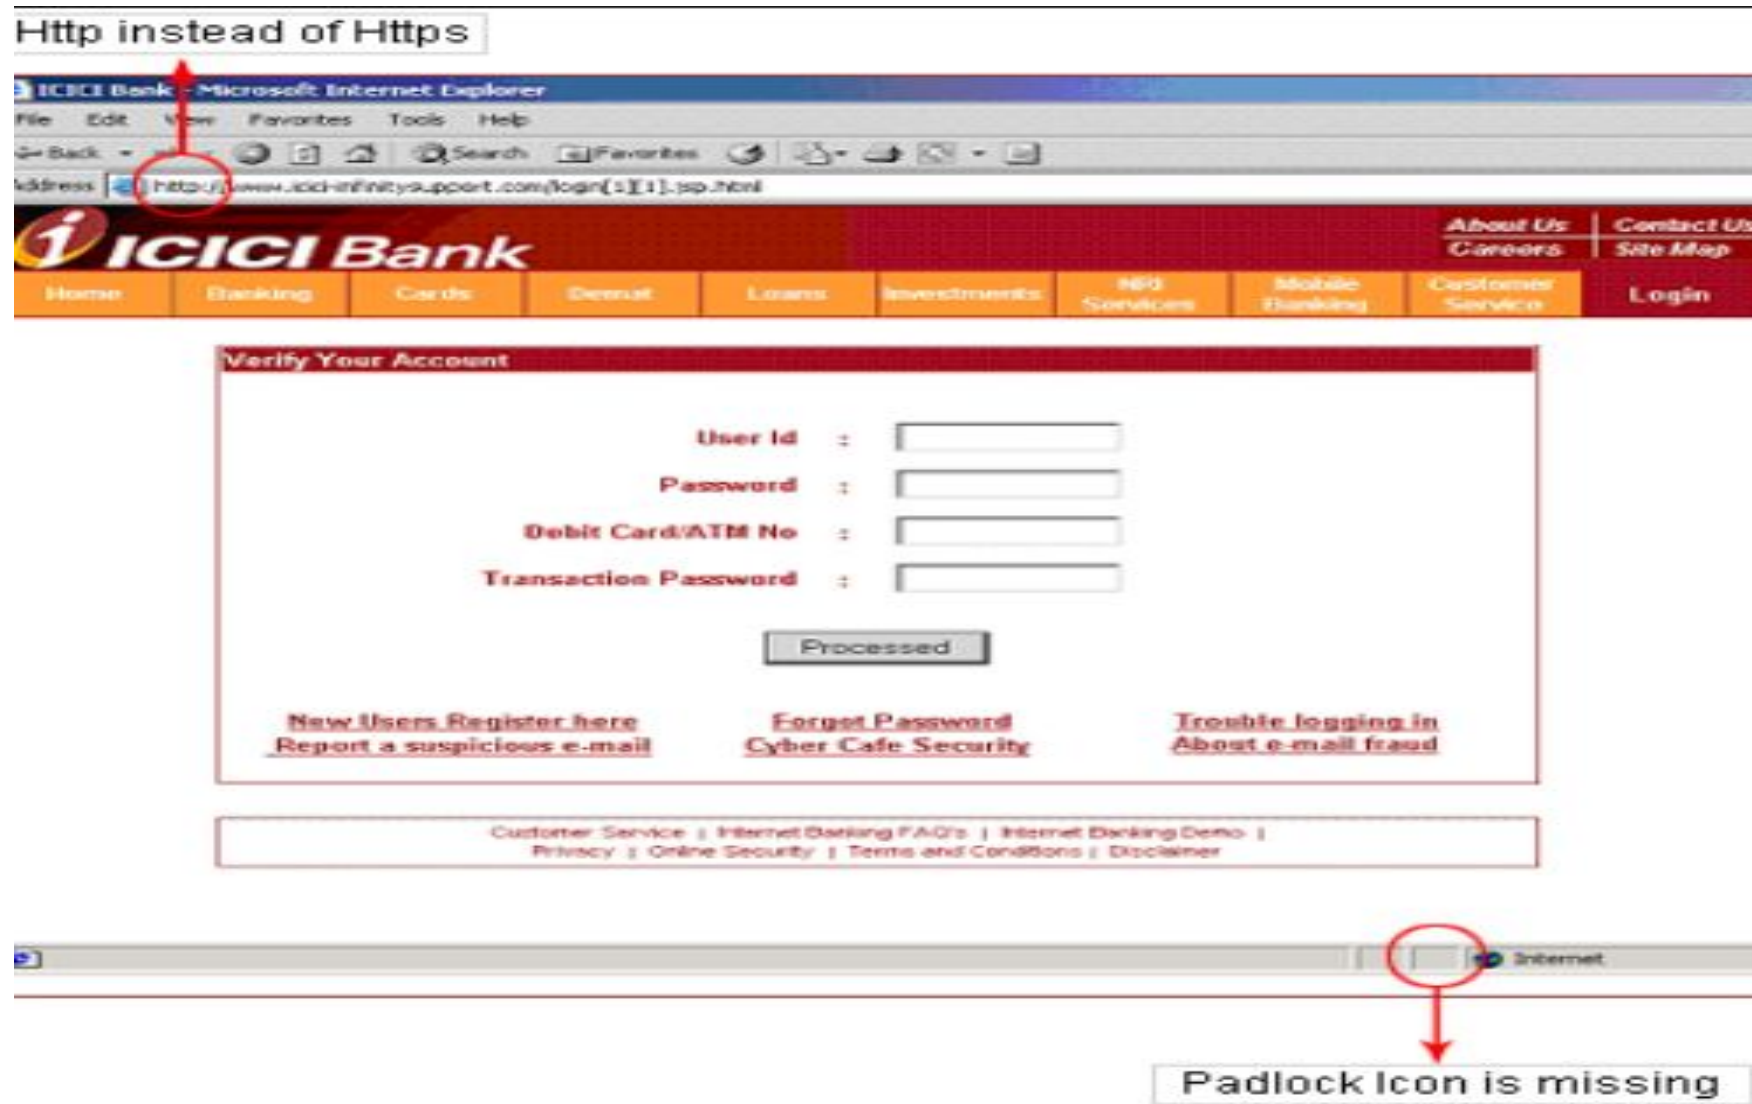 Http instead of Https
ICICI Bank - Microsoft Internet Explorer
File Edit View Favorites Tools Help
Back Search Favorites
Address http://www.icici-infinitysupport.com/login[1][1].jsp.html
i ICICI Bank
About Us Contact Us
Careers Site Map
Home Banking Cards Demat Loans Investments NRI Services Mobile Banking Customer Service Login
Verify Your Account
User Id :
Password :
Debit Card/ATM No :
Transaction Password :
Processed
New Users Register here Forgot Password Trouble logging in
Report a suspicious e-mail Cyber Cafe Security About e-mail fraud
Customer Service | Internet Banking FAQ's | Internet Banking Demo |
Privacy | Online Security | Terms and Conditions | Disclaimer
Internet
Padlock Icon is missing